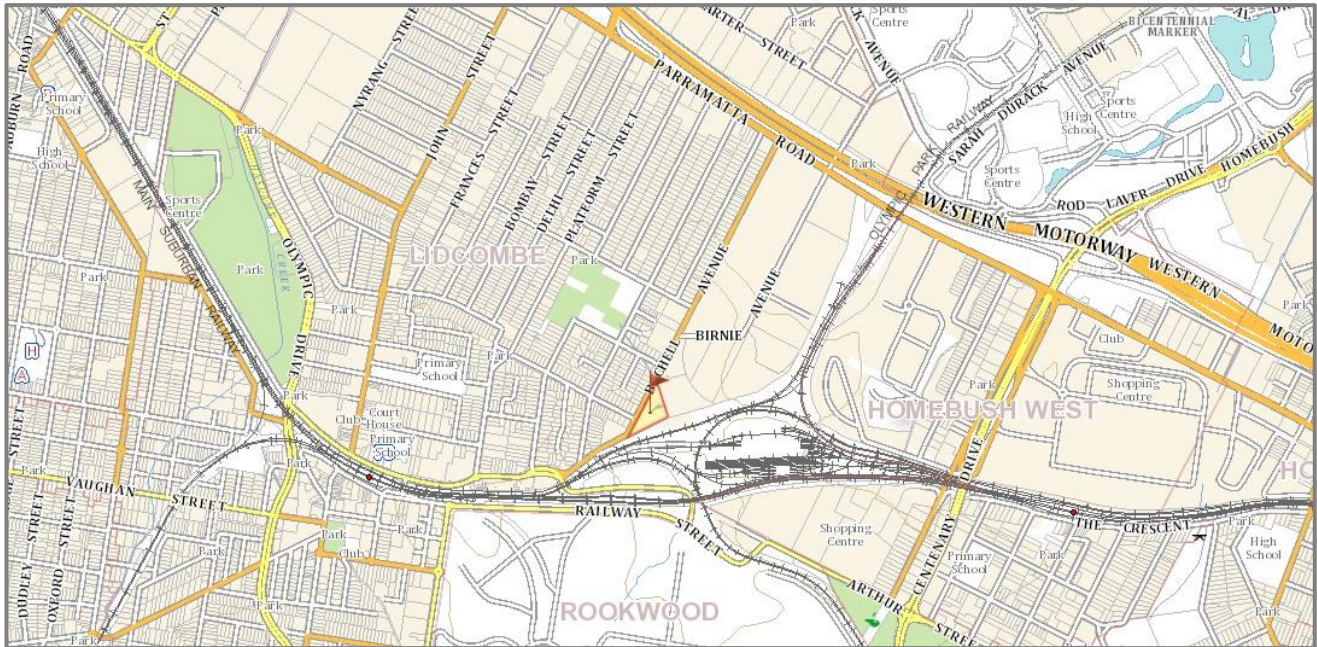 AUBURN ROAD
Primary
School
High
School
NYRANG STREET
JOHN STREET
FRANCES STREET
BOMBAY STREET
DELHI STREET
PLATFORM STREET
PARRAMATTA ROAD
STREET
Park
AVENUE
Sports
Centre
BICENTENNIAL
MARKER
SARAH DURACK AVENUE
Sports
Centre
High
School
RAILWAY
OLYMPIC PARK
Park
Sports
Centre
ROD LAVER DRIVE HOMEBUSH
WESTERN MOTORWAY WESTERN
MAIN SUBURBAN RAILWAY
Sports
Centre
Park
Park
OLYMPIC DRIVE
CREEK
LIDCOMBE
Park
AVENUE
AVENUE
BIRNIE
Park
Primary
School
Park
Park
Club
Court
House
Primary
School
H
A
HOMEBUSH WEST
Park
Club
Shopping
Centre
Park
Park
VAUGHAN STREET
Park
Park
DUDLEY STREET
OXFORD STREET
Park
Park
Club
Park
Park
RAILWAY STREET
Shopping
Centre
CENTENARY DRIVE
THE CRESCENT
K
Primary
School
Park
Park
High
School
ROOKWOOD
ARTHUR STREET
Park